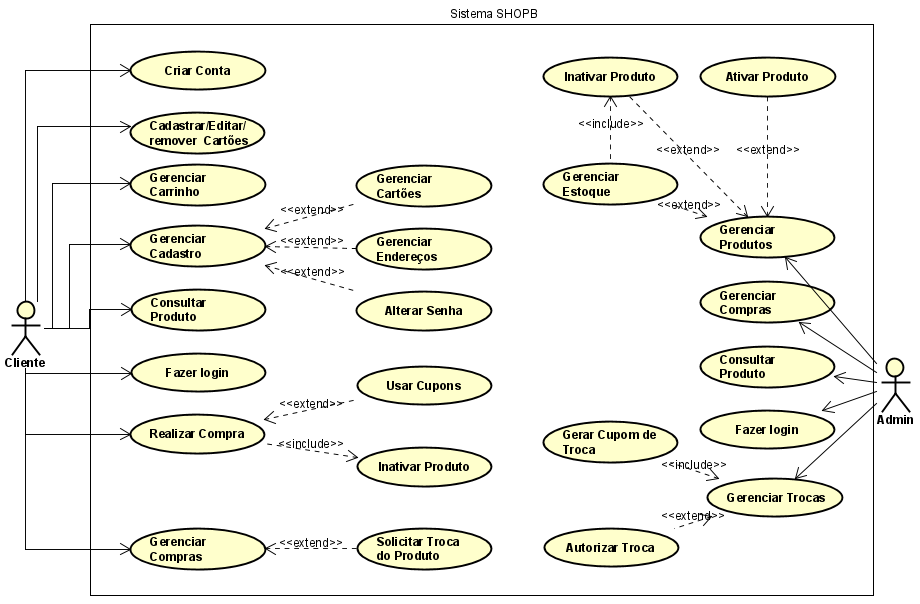 Sistema SHOPB
Criar Conta
Cadastrar/Editar/
remover Cartões
Gerenciar
Carrinho
Gerenciar
Cadastro
Consultar
Produto
Fazer login
Realizar Compra
Gerenciar
Compras
Cliente
Gerenciar
Cartões
<<extend>>
Gerenciar
Endereços
<<extend>>
Alterar Senha
<<extend>>
Usar Cupons
<<extend>>
<<include>>
Inativar Produto
<<extend>>
Solicitar Troca
do Produto
Inativar Produto
Ativar Produto
<<include>>
<<extend>>
<<extend>>
Gerenciar
Estoque
<<extend>>
Gerenciar
Produtos
Gerenciar
Compras
Consultar
Produto
Fazer login
Admin
Gerar Cupom de
Troca
<<include>>
Gerenciar Trocas
<<extend>>
Autorizar Troca